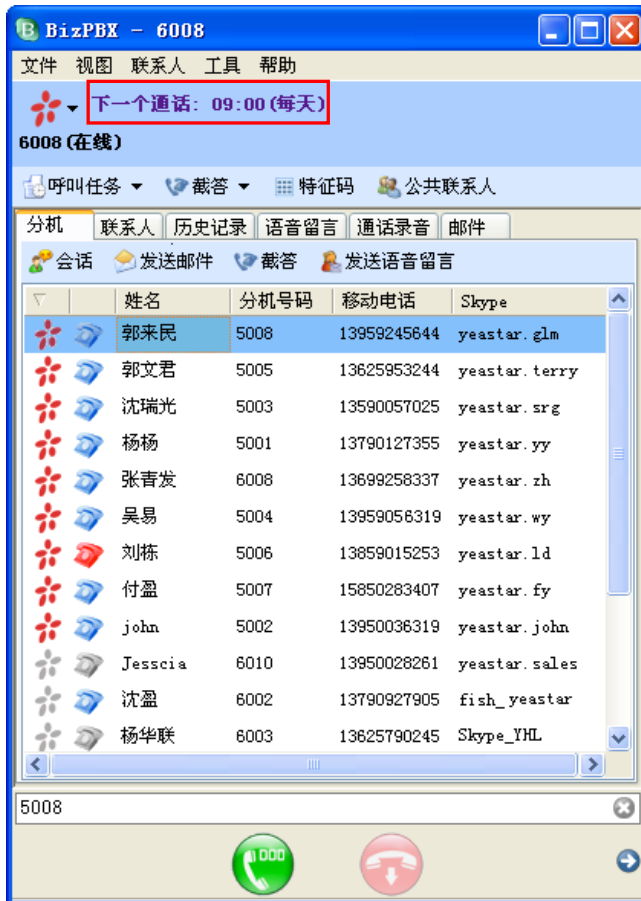 BizPBX - 6008
文件 视图 联系人 工具 帮助
下一个通话: 09:00(每天)
6008(在线)
呼叫任务 截答 特征码 公共联系人
分机 联系人 历史记录 语音留言 通话录音 邮件
会话 发送邮件 截答 发送语音留言
姓名 分机号码 移动电话 Skype
郭来民 5008 13959245644 yeastar.glm
郭文君 5005 13625953244 yeastar.terry
沈瑞光 5003 13590057025 yeastar.srg
杨杨 5001 13790127355 yeastar.yy
张青发 6008 13699258337 yeastar.zh
吴易 5004 13959056319 yeastar.wy
刘栋 5006 13859015253 yeastar.ld
付盈 5007 15850283407 yeastar.fy
john 5002 13950036319 yeastar.john
Jesscia 6010 13950028261 yeastar.sales
沈盈 6002 13790927905 fish_yeastar
杨华联 6003 13625790245 Skype_YHL
5008